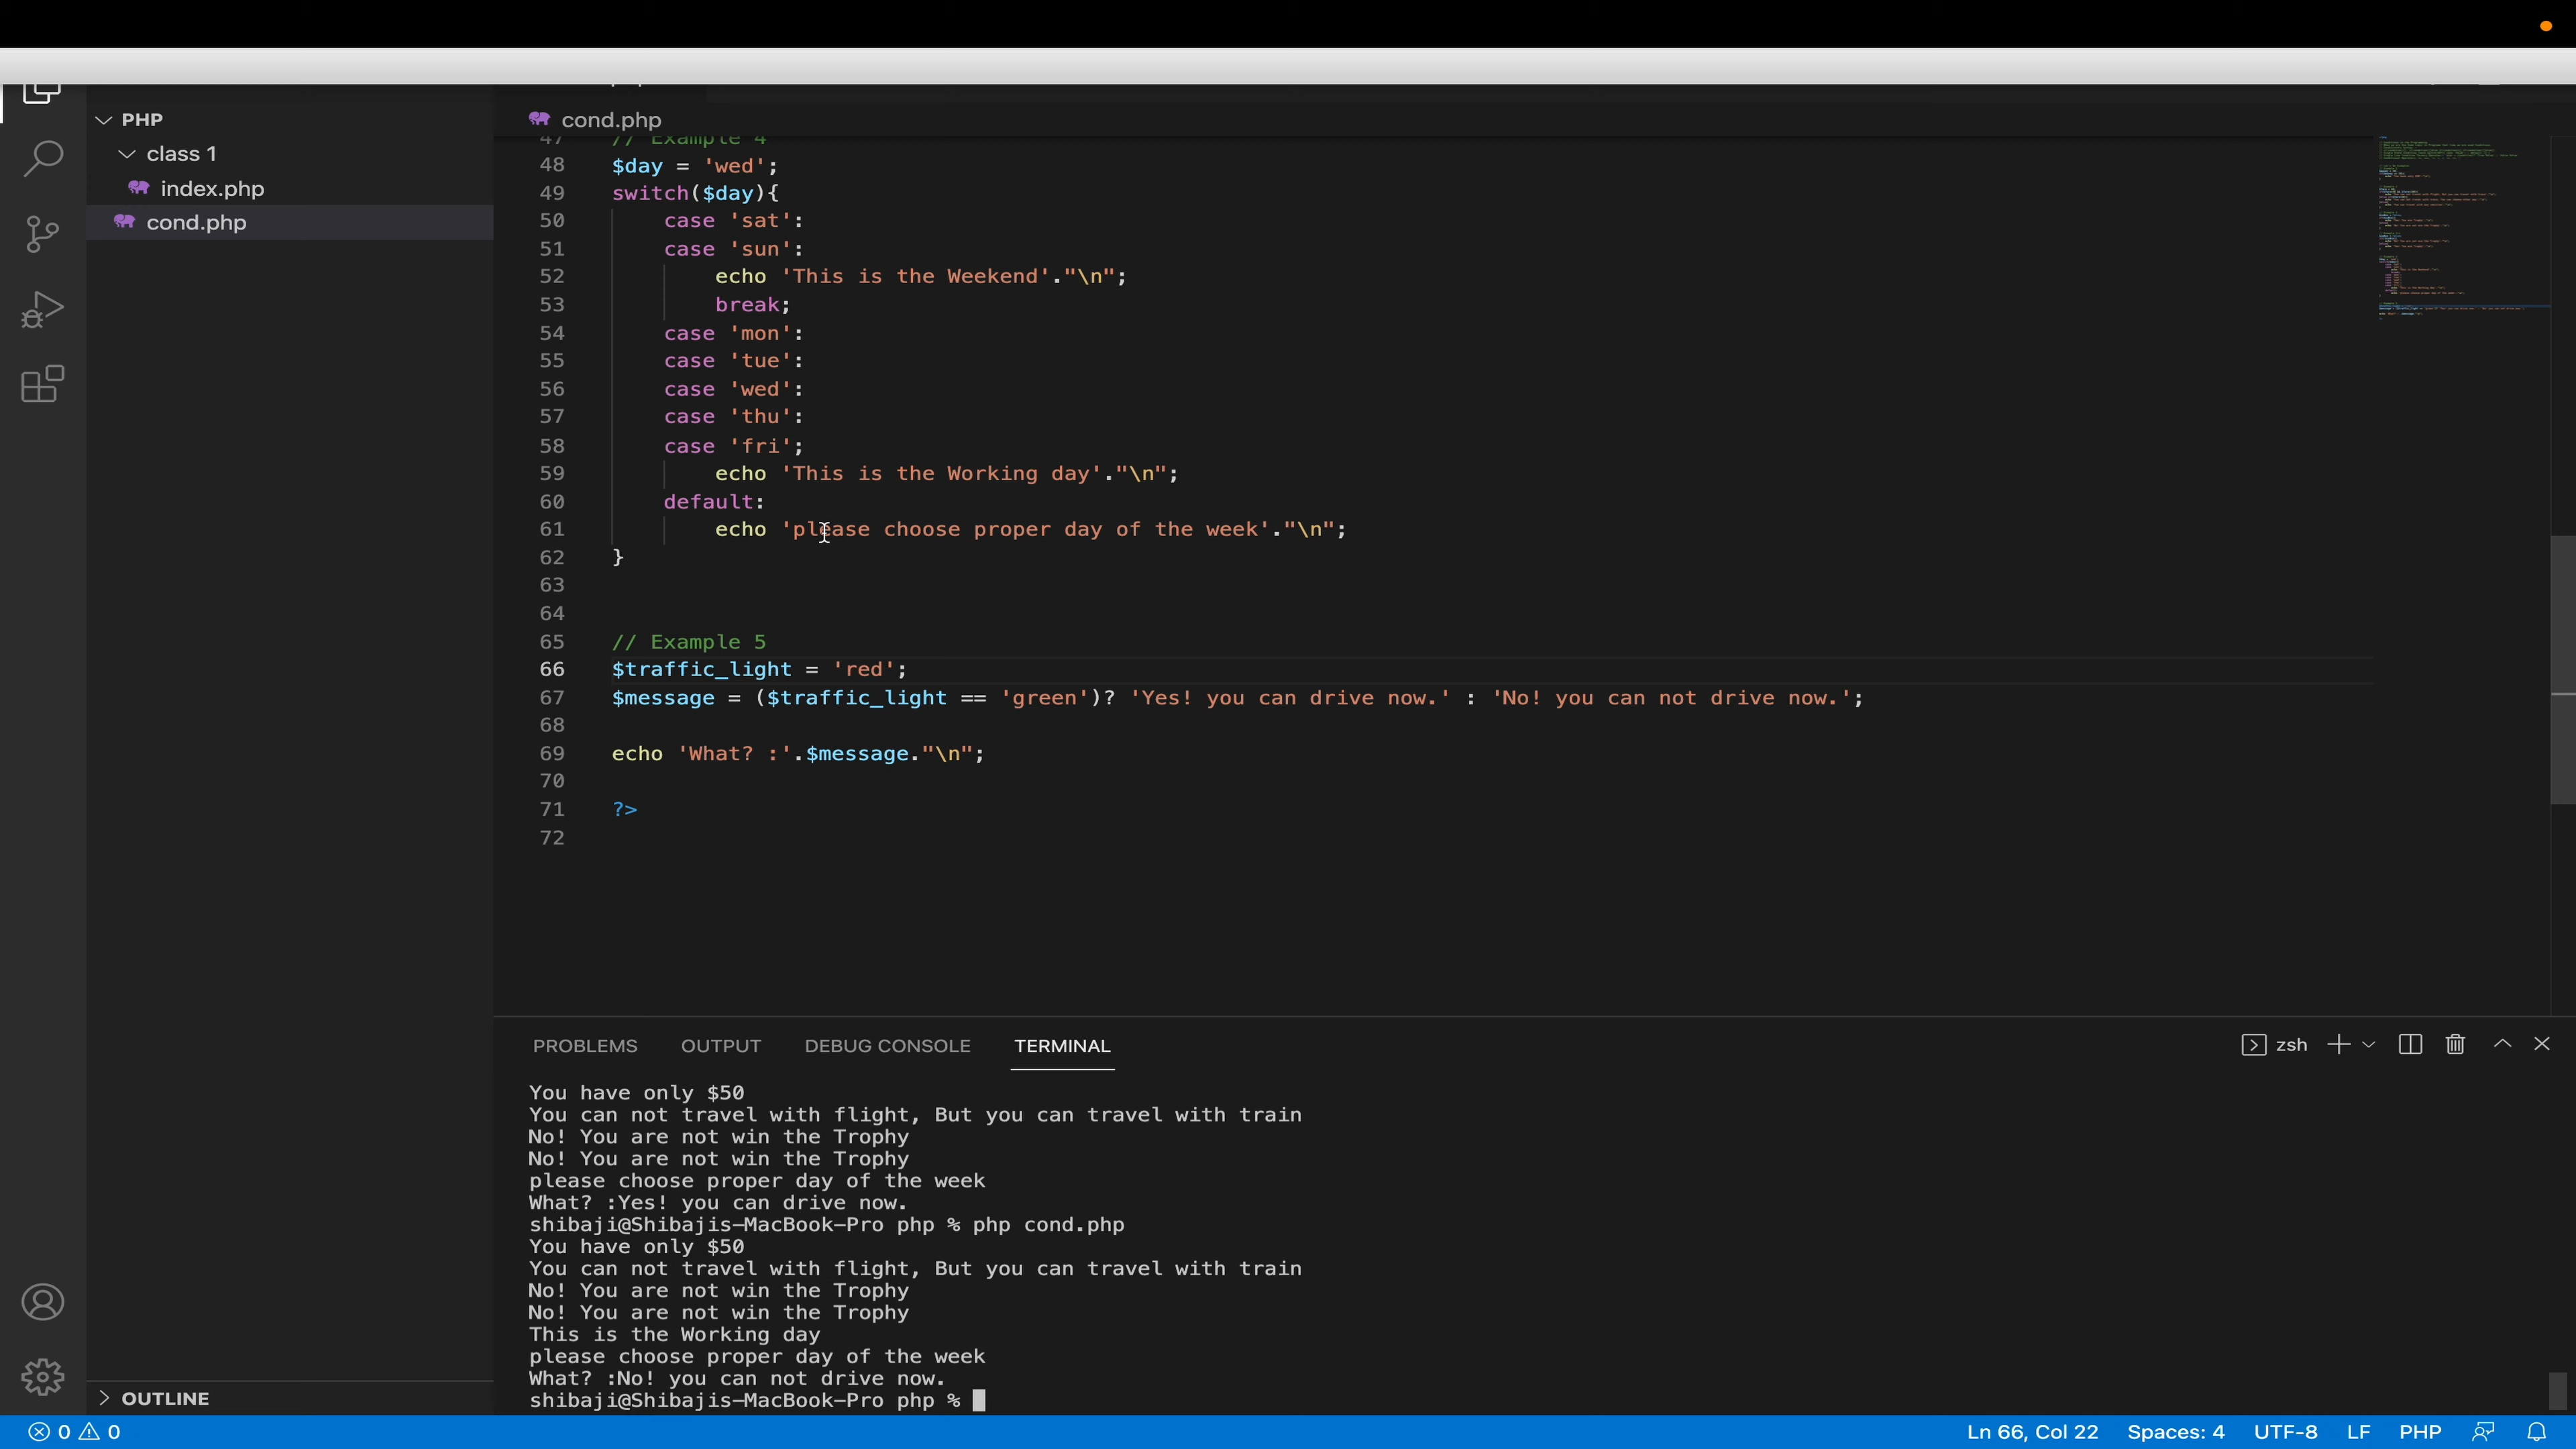 PHP
class 1
index.php
cond.php
OUTLINE
cond.php
47 // Example 4
48 $day = 'wed';
49 switch($day){
50 case 'sat':
51 case 'sun':
52 echo 'This is the Weekend'."\n";
53 break;
54 case 'mon':
55 case 'tue':
56 case 'wed':
57 case 'thu':
58 case 'fri';
59 echo 'This is the Working day'."\n";
60 default:
61 echo 'please choose proper day of the week'."\n";
62 }
63
64
65 // Example 5
66 $traffic_light = 'red';
67 $message = ($traffic_light == 'green')? 'Yes! you can drive now.' : 'No! you can not drive now.';
68
69 echo 'What? :'.$message."\n";
70
71 ?>
72
PROBLEMS OUTPUT DEBUG CONSOLE TERMINAL zsh
You have only $50
You can not travel with flight, But you can travel with train
No! You are not win the Trophy
No! You are not win the Trophy
please choose proper day of the week
What? :Yes! you can drive now.
shibaji@Shibajis-MacBook-Pro php % php cond.php
You have only $50
You can not travel with flight, But you can travel with train
No! You are not win the Trophy
No! You are not win the Trophy
This is the Working day
please choose proper day of the week
What? :No! you can not drive now.
shibaji@Shibajis-MacBook-Pro php %
0 0 Ln 66, Col 22 Spaces: 4 UTF-8 LF PHP